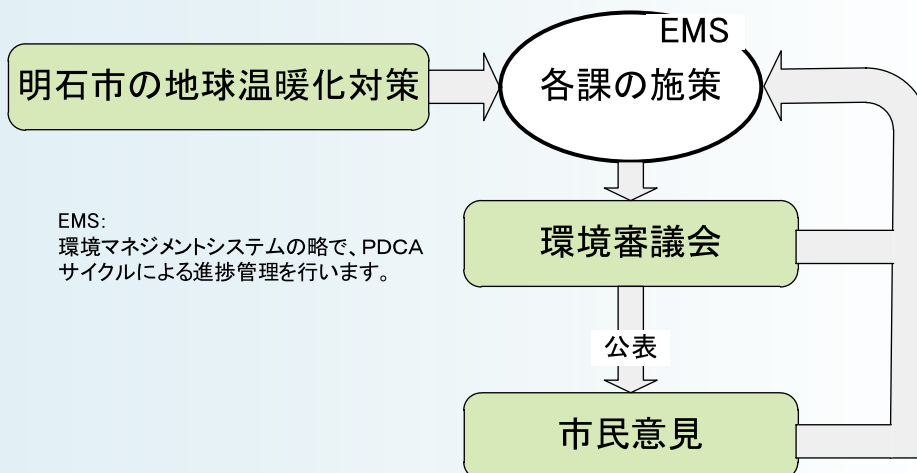 EMS
明石市の地球温暖化対策
各課の施策
EMS:
環境マネジメントシステムの略で、PDCA
サイクルによる進捗管理を行います。
環境審議会
公表
市民意見